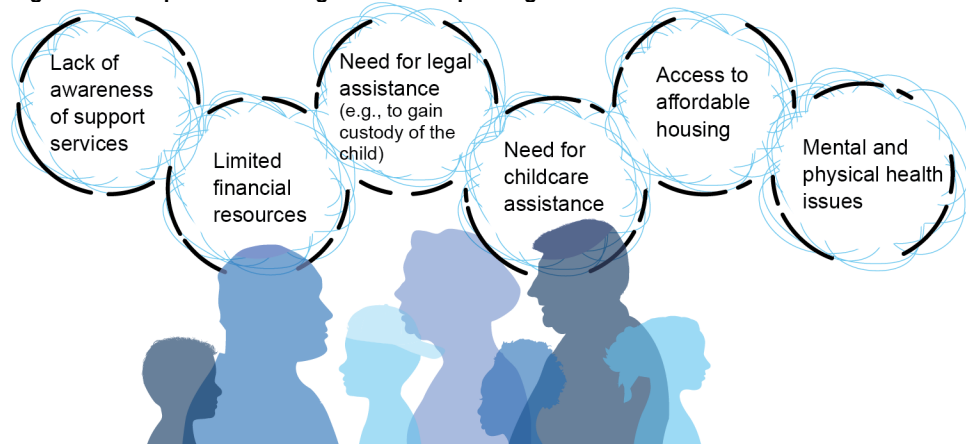 Lack of
awareness
of support
services
Limited
financial
resources
Need for legal
assistance
(e.g., to gain
custody of the
child)
Need for
childcare
assistance
Access to
affordable
housing
Mental and
physical health
issues